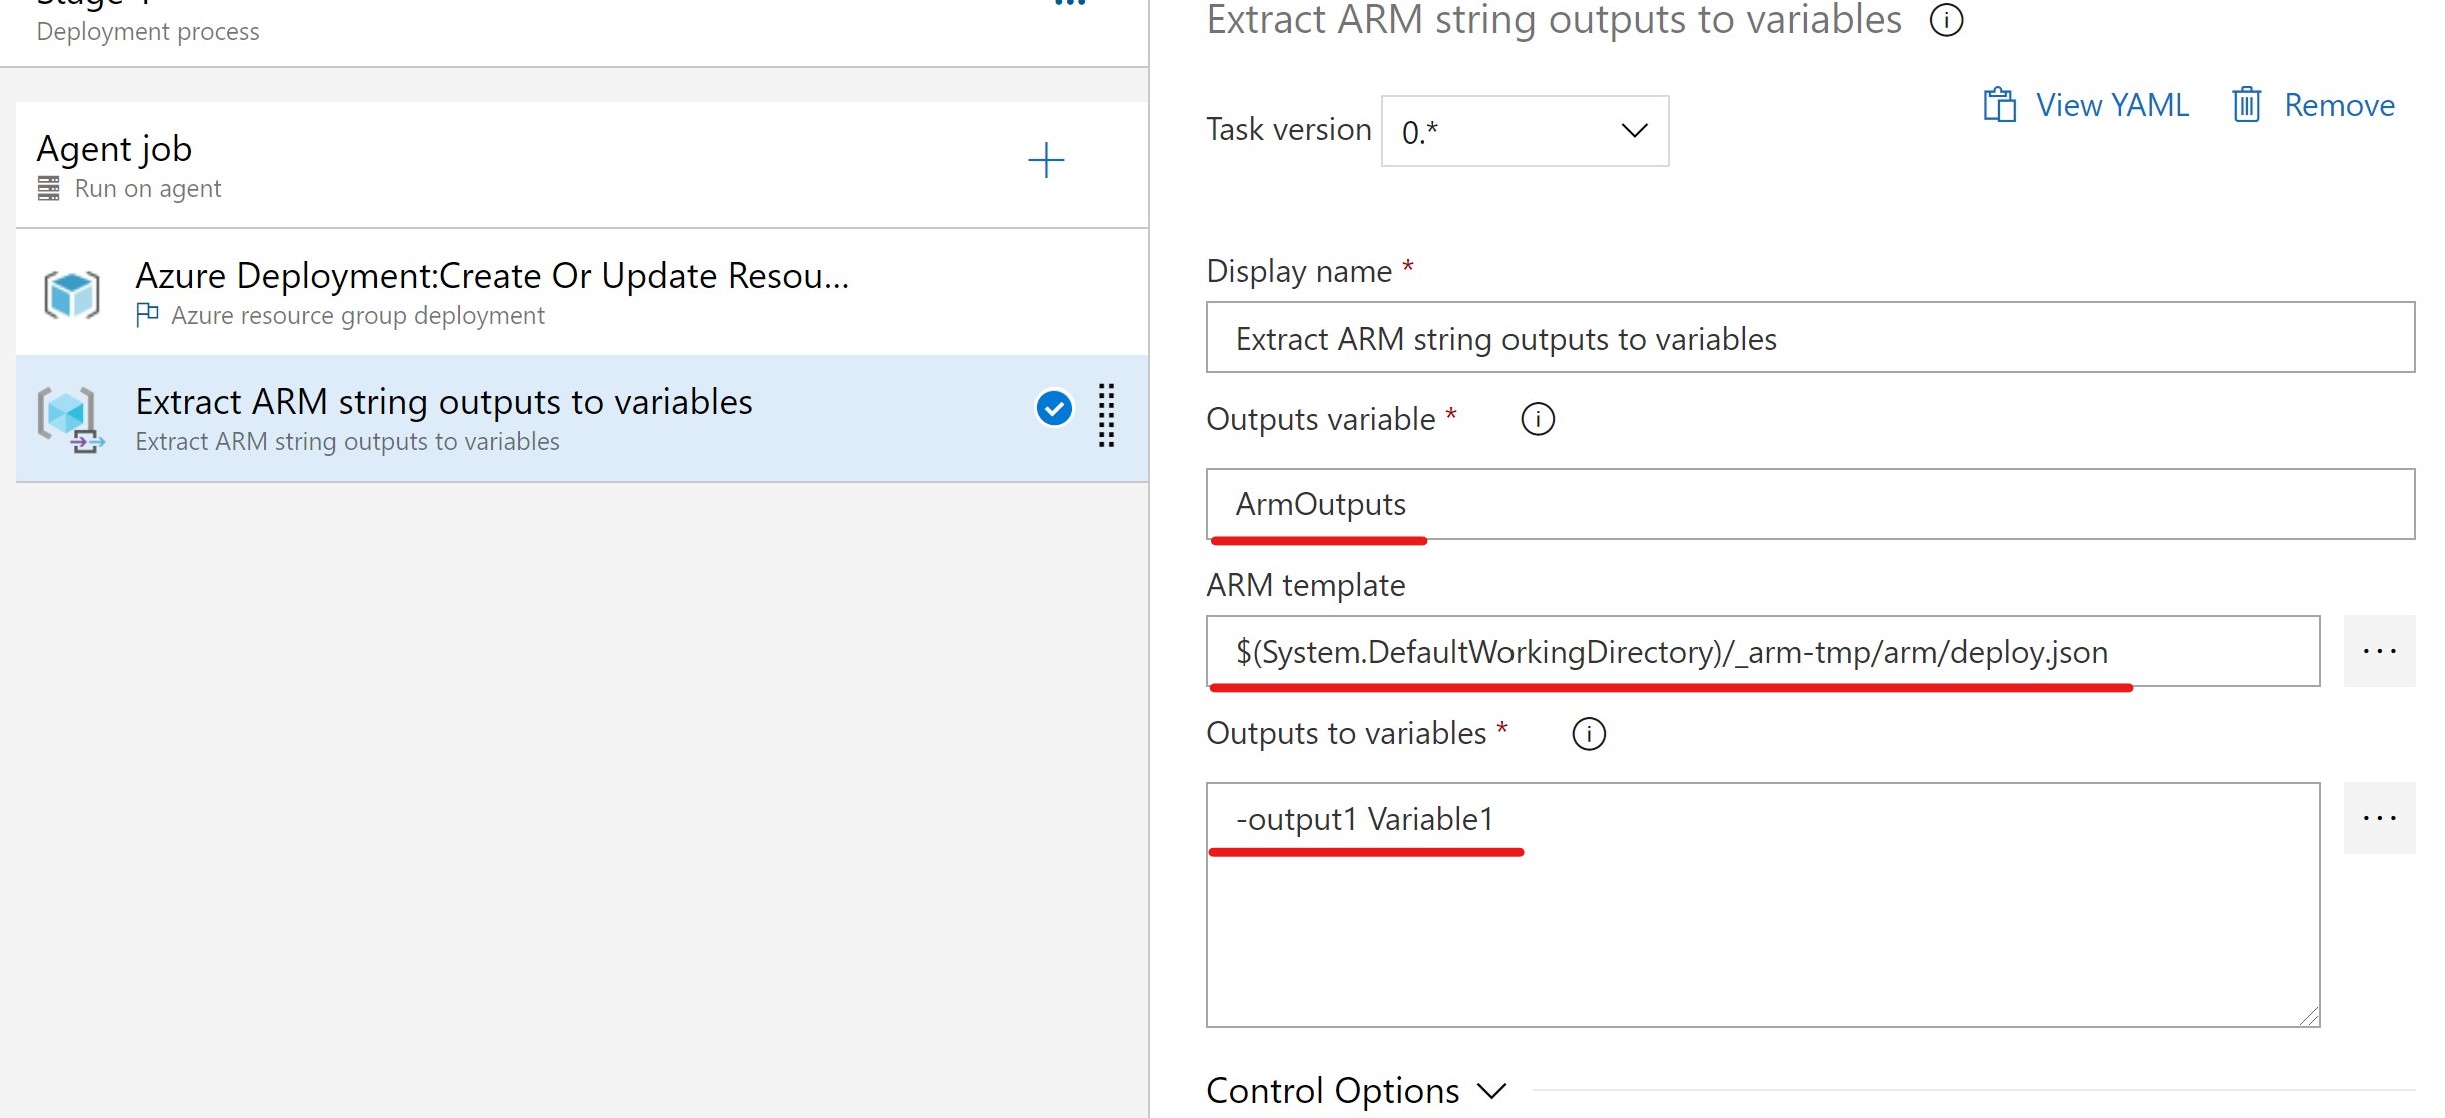 Deployment process
Agent job
Run on agent
Azure Deployment:Create Or Update Resou...
Azure resource group deployment
Extract ARM string outputs to variables
Extract ARM string outputs to variables
Extract ARM string outputs to variables
View YAML
Remove
Task version
0.*
Display name *
Extract ARM string outputs to variables
Outputs variable *
ArmOutputs
ARM template
$(System.DefaultWorkingDirectory)/_arm-tmp/arm/deploy.json
...
Outputs to variables *
-output1 Variable1
...
Control Options